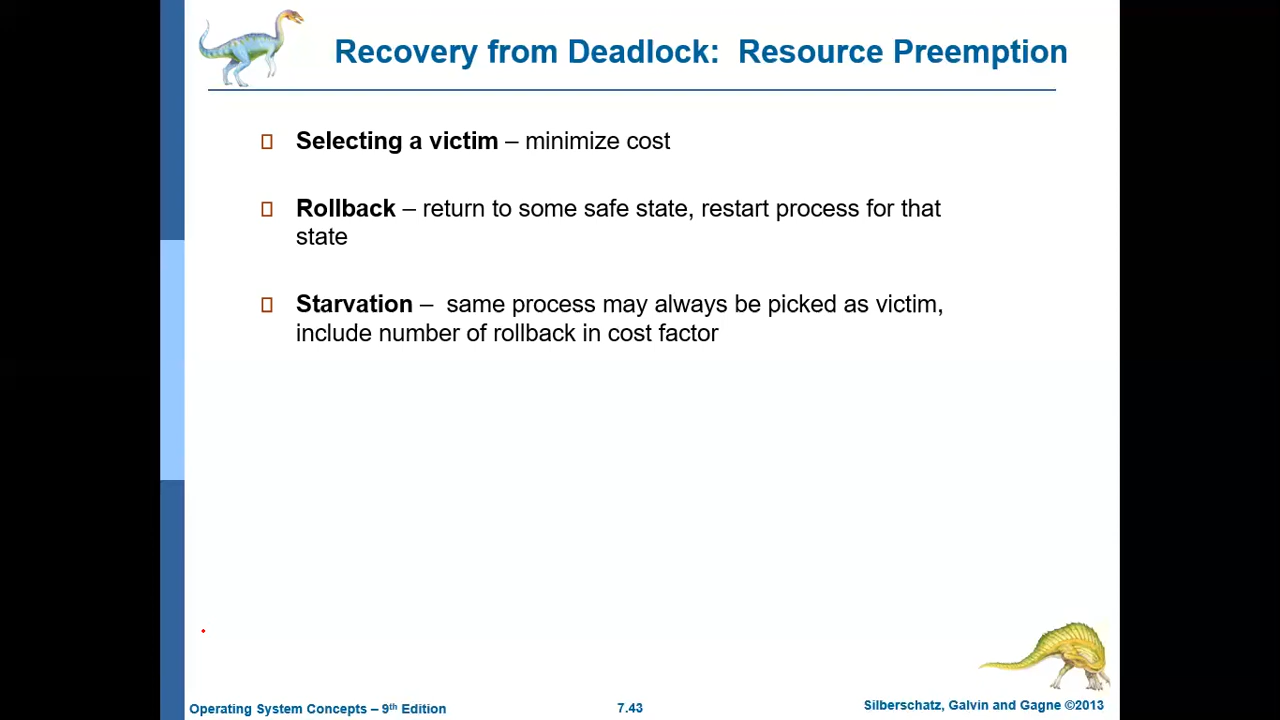 Recovery from Deadlock:  Resource Preemption
Selecting a victim – minimize cost
Rollback – return to some safe state, restart process for that
state
Starvation –  same process may always be picked as victim,
include number of rollback in cost factor
Operating System Concepts – 9th Edition
7.43
Silberschatz, Galvin and Gagne ©2013